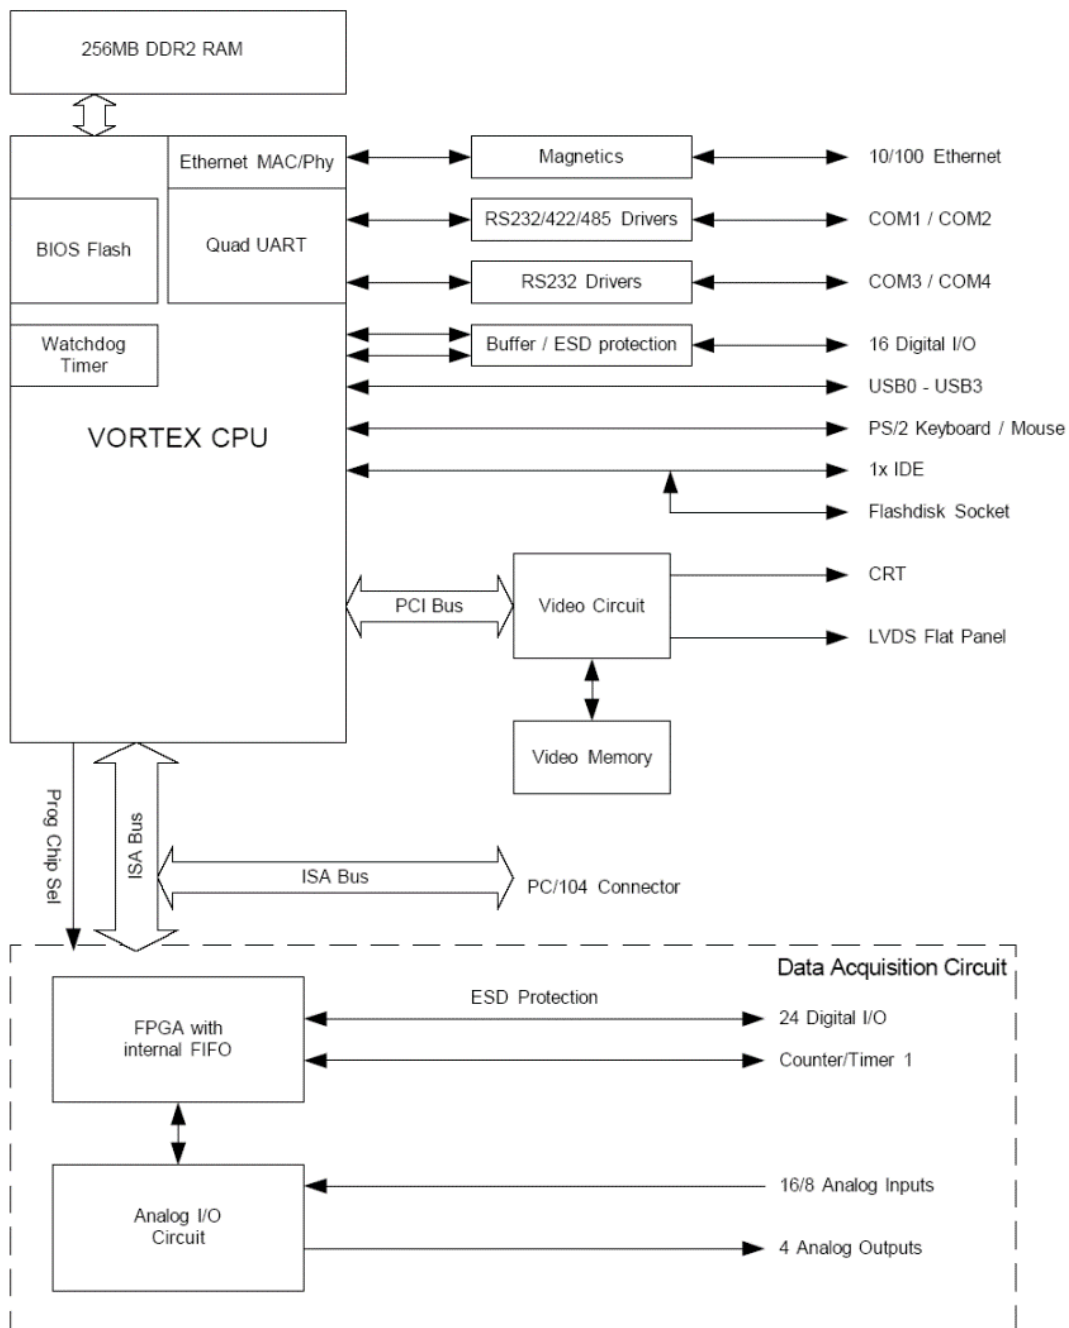 256MB DDR2 RAM
Ethernet MAC/Phy
Magnetics
10/100 Ethernet
BIOS Flash
Quad UART
RS232/422/485 Drivers
COM1 / COM2
RS232 Drivers
COM3 / COM4
Watchdog
Timer
Buffer / ESD protection
16 Digital I/O
USB0 - USB3
VORTEX CPU
PS/2 Keyboard / Mouse
1x IDE
Flashdisk Socket
PCI Bus
Video Circuit
CRT
LVDS Flat Panel
Video Memory
Prog Chip Sel
ISA Bus
ISA Bus
PC/104 Connector
Data Acquisition Circuit
FPGA with
internal FIFO
ESD Protection
24 Digital I/O
Counter/Timer 1
Analog I/O
Circuit
16/8 Analog Inputs
4 Analog Outputs